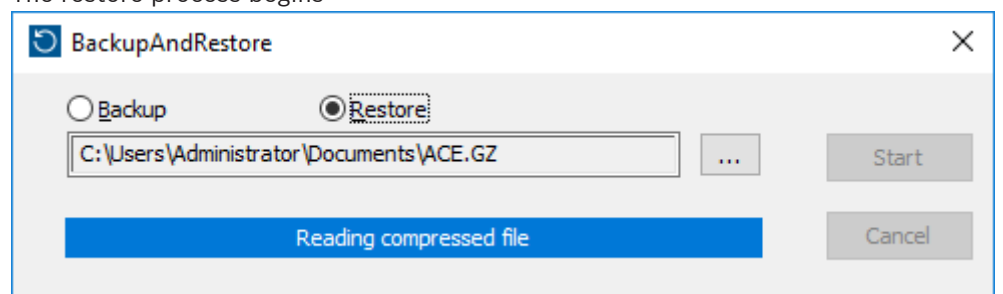 The restore process begins
BackupAndRestore
Backup Restore
C:\Users\Administrator\Documents\ACE.GZ ... Start
Reading compressed file Cancel